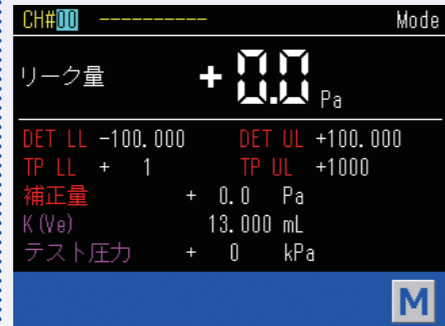 CH#00 ---------- Mode
リーク量 +0.0 Pa
DET LL -100.000 DET UL +100.000
TP LL + 1 TP UL +1000
補正量 + 0.0 Pa
K(Ve) 13.000 mL
テスト圧力 + 0 kPa
M